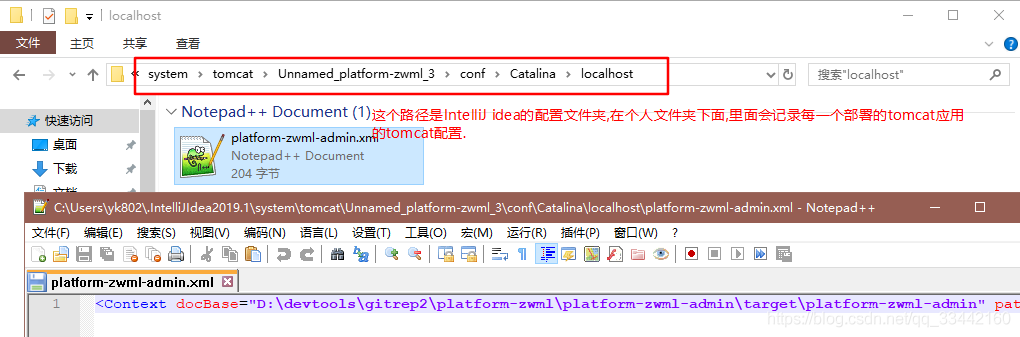 localhost
文件 主页 共享 查看
« system › tomcat › Unnamed_platform-zwml_3 › conf › Catalina › localhost
搜索"localhost"
快速访问
桌面
下载
文档
Notepad++ Document (1)
platform-zwml-admin.xml
Notepad++ Document
204 字节
这个路径是IntelliJ idea的配置文件夹,在个人文件夹下面,里面会记录每一个部署的tomcat应用
的tomcat配置.
C:\Users\yk802\.IntelliJIdea2019.1\system\tomcat\Unnamed_platform-zwml_3\conf\Catalina\localhost\platform-zwml-admin.xml - Notepad++
文件(F) 编辑(E) 搜索(S) 视图(V) 编码(N) 语言(L) 设置(T) 工具(O) 宏(M) 运行(R) 插件(P) 窗口(W) ?
platform-zwml-admin.xml
1 <Context docBase="D:\devtools\gitrep2\platform-zwml\platform-zwml-admin\target\platform-zwml-admin" pat
https://blog.csdn.net/qq_33442160